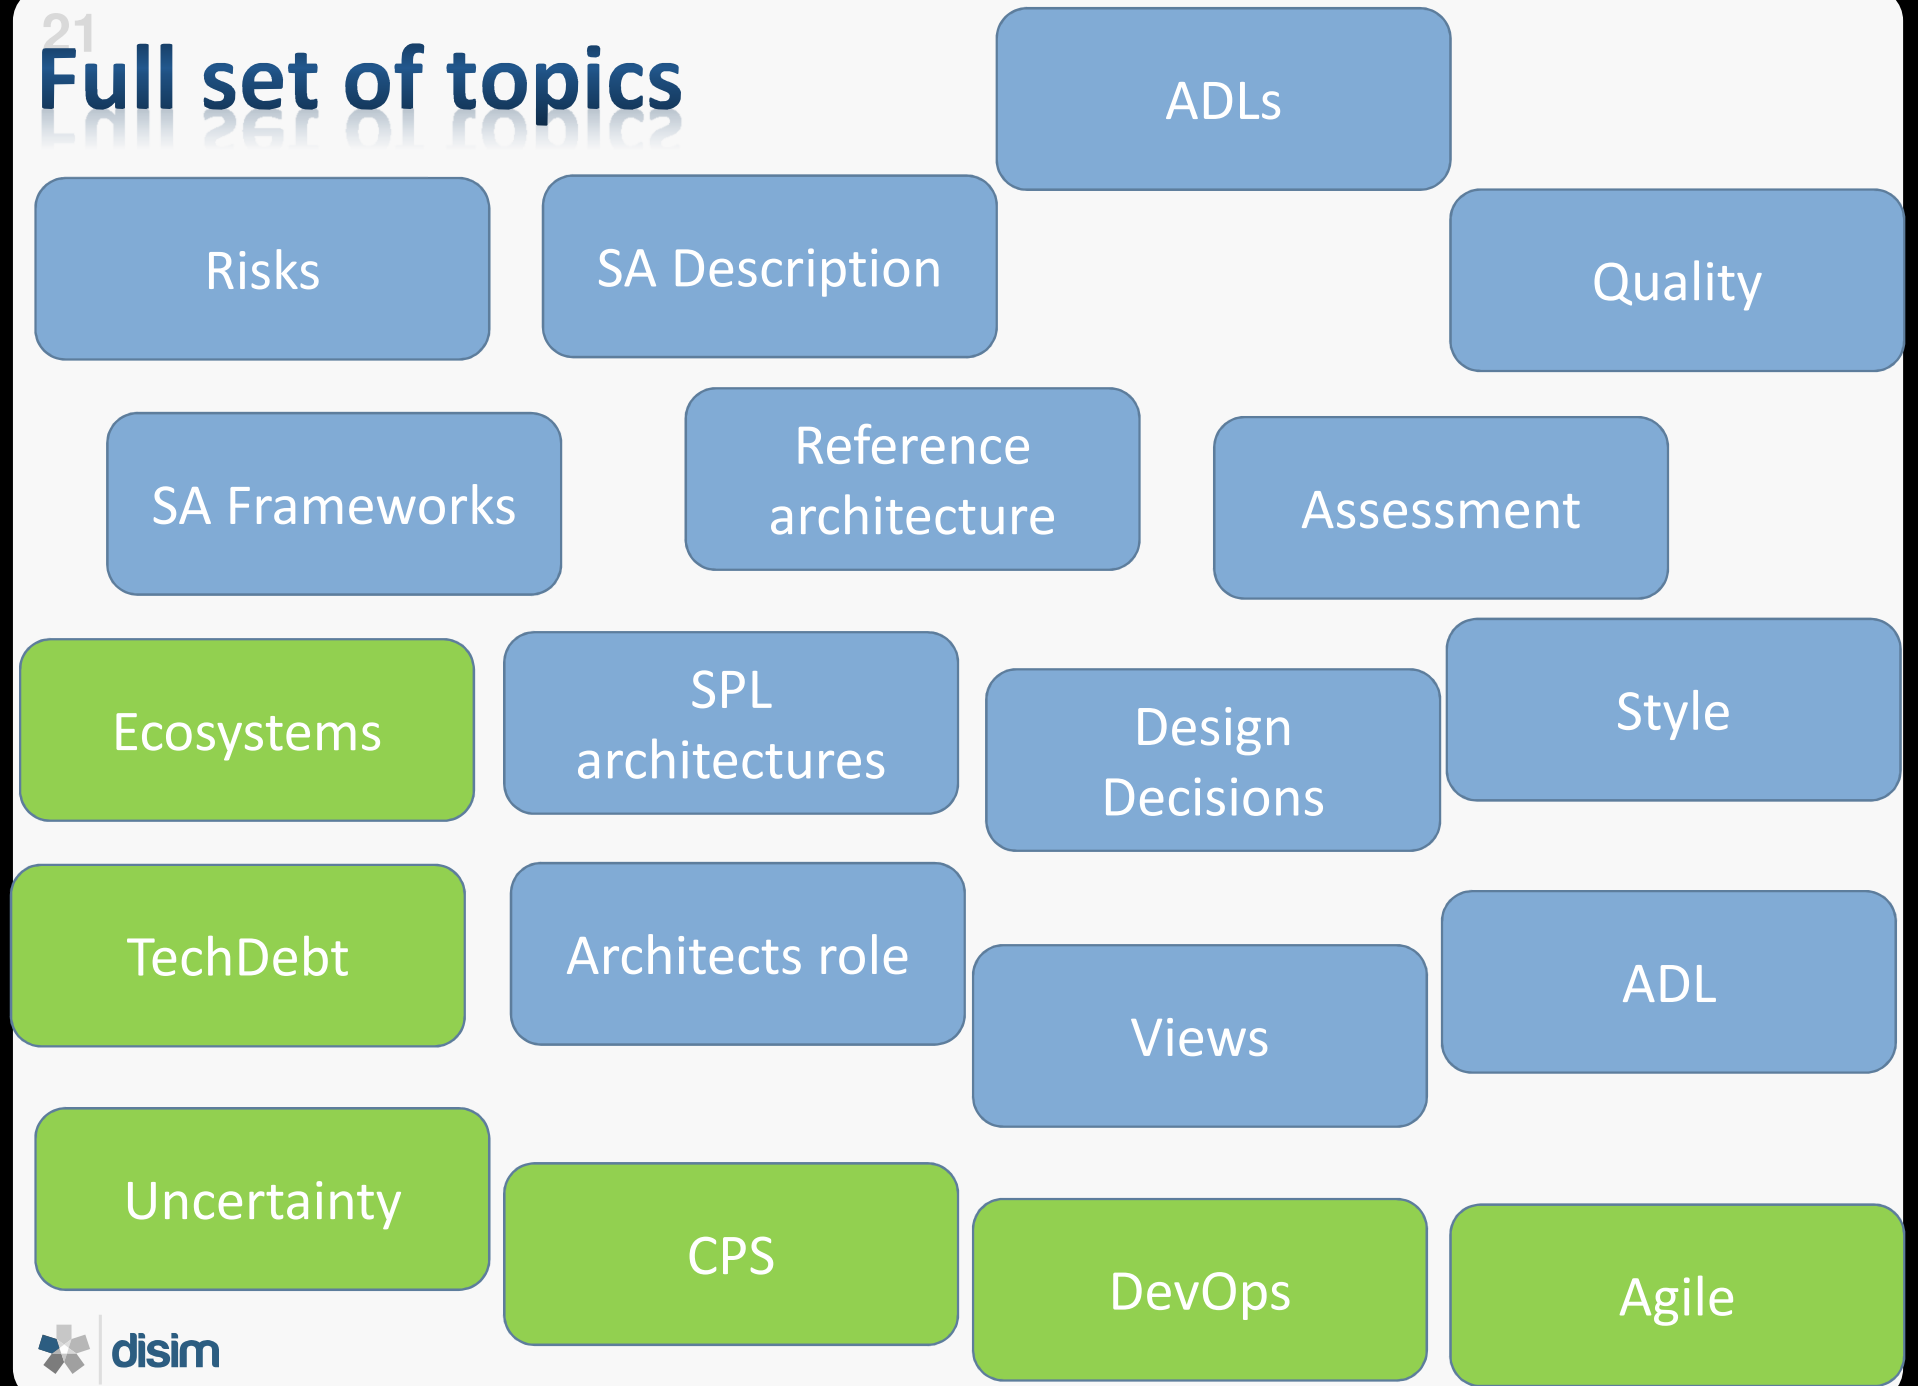 21
Full set of topics
ADLs
Risks
SA Description
Quality
SA Frameworks
Reference
architecture
Assessment
Ecosystems
SPL
architectures
Design
Decisions
Style
TechDebt
Architects role
Views
ADL
Uncertainty
CPS
DevOps
Agile
disim